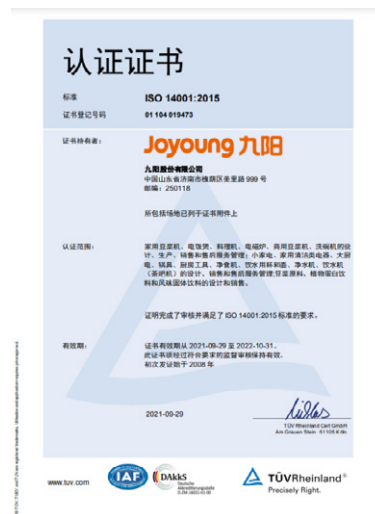 认证证书
标准 ISO 14001:2015
证书登记号码 01 104 019473
证书持有者： Joyoung 九阳
九阳股份有限公司
中国山东省济南市槐荫区美里路 999 号
邮编：250118
所包括场地已列于证书附件上
认证范围： 家用豆浆机、电饭煲、料理机、电磁炉、商用豆浆机、洗碗机的设
计、生产、销售和售后服务管理；小家电、家用清洁类电器、大厨
电、锅具、厨房工具、净食机、饮水用杯和壶、净水机、饮水机
（茶吧机）的设计、销售和售后服务管理;豆浆原料、植物蛋白饮
料和风味固体饮料的设计和销售。
证明完成了审核并满足了 ISO 14001:2015 标准的要求。
有效期： 证书有效期从 2021-09-29 至 2022-10-31。
此证书须经过符合要求的监督审核保持有效。
初次发证始于 2008 年
2021-09-29
TÜV Rheinland Cert GmbH
Am Grauen Stein · 51105 Köln
www.tuv.com
IAF
DAkkS
Deutsche
Akkreditierungsstelle
TÜVRheinland®
Precisely Right.